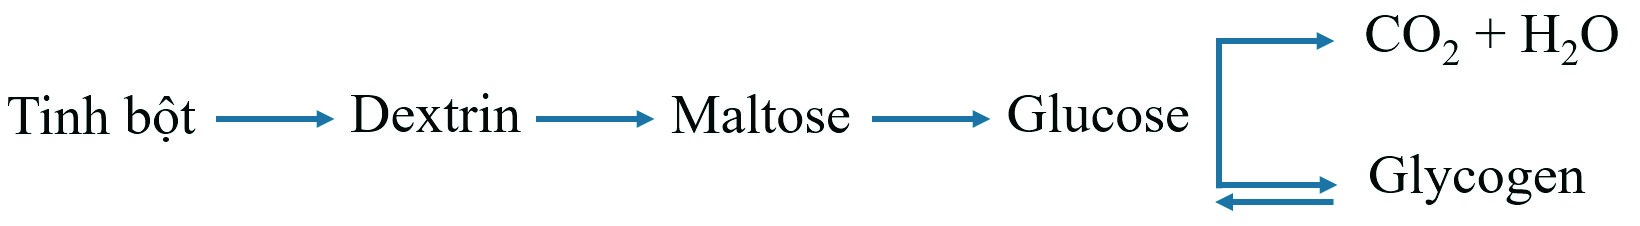 CO₂ + H₂O
Tinh bột Dextrin Maltose Glucose
Glycogen